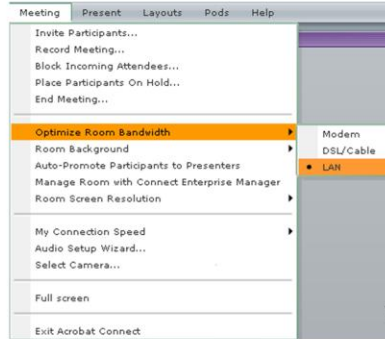 Meeting Present Layouts Pods Help
Invite Participants...
Record Meeting...
Block Incoming Attendees...
Place Participants On Hold...
End Meeting...
Optimize Room Bandwidth
Room Background
Auto-Promote Participants to Presenters
Manage Room with Connect Enterprise Manager
Room Screen Resolution
My Connection Speed
Audio Setup Wizard...
Select Camera...
Full screen
Exit Acrobat Connect
Modem
DSL/Cable
LAN